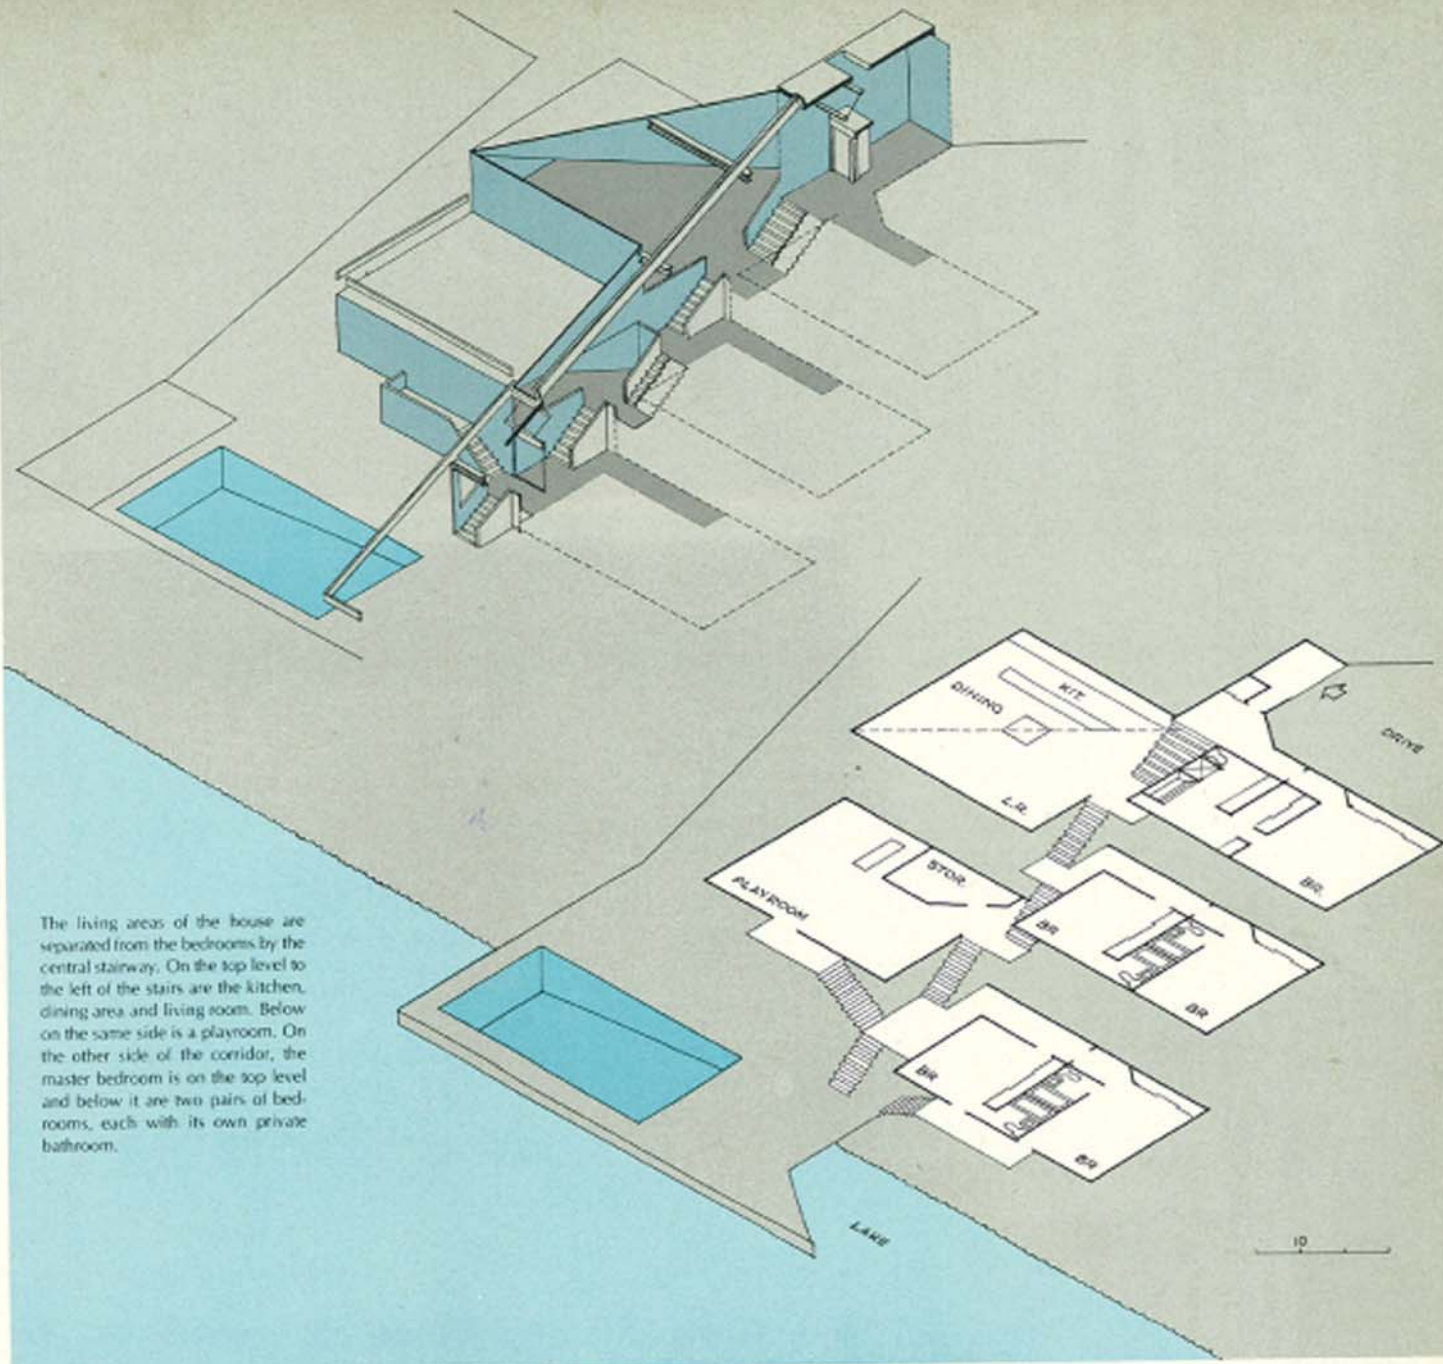 KIT.
DINING
DRIVE
L.R.
BR.
STOR.
PLAYROOM
BR
BR
BR
BR
The living areas of the house are
separated from the bedrooms by the
central stairway. On the top level to
the left of the stairs are the kitchen,
dining area and living room. Below
on the same side is a playroom. On
the other side of the corridor, the
master bedroom is on the top level
and below it are two pairs of bed-
rooms, each with its own private
bathroom.
LAKE
10